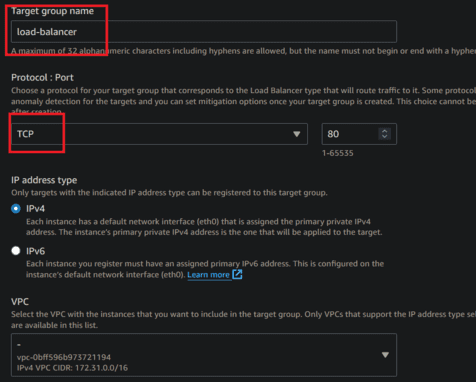 Target group name
load-balancer
A maximum of 32 alphanumeric characters including hyphens are allowed, but the name must not begin or end with a hyphen
Protocol : Port
Choose a protocol for your target group that corresponds to the Load Balancer type that will route traffic to it. Some protocol
anomaly detection for the targets and you can set mitigation options once your target group is created. This choice cannot be
after creation
TCP
80
1-65535
IP address type
Only targets with the indicated IP address type can be registered to this target group.
IPv4
Each instance has a default network interface (eth0) that is assigned the primary private IPv4
address. The instance's primary private IPv4 address is the one that will be applied to the target.
IPv6
Each instance you register must have an assigned primary IPv6 address. This is configured on the
instance's default network interface (eth0). Learn more
VPC
Select the VPC with the instances that you want to include in the target group. Only VPCs that support the IP address type sel
are available in this list.
-
vpc-0bff596b973721194
IPv4 VPC CIDR: 172.31.0.0/16